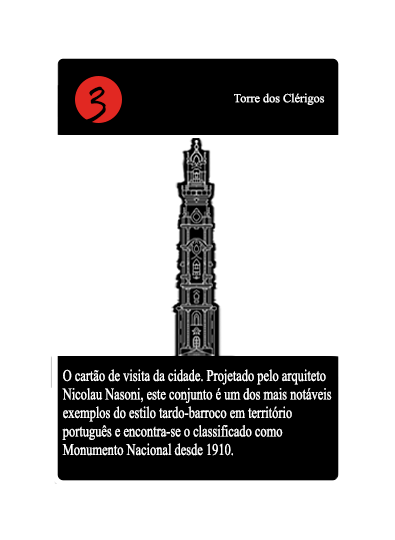 3
Torre dos Clérigos
O cartão de visita da cidade. Projetado pelo arquiteto
Nicolau Nasoni, este conjunto é um dos mais notáveis
exemplos do estilo tardo-barroco em território
português e encontra-se o classificado como
Monumento Nacional desde 1910.